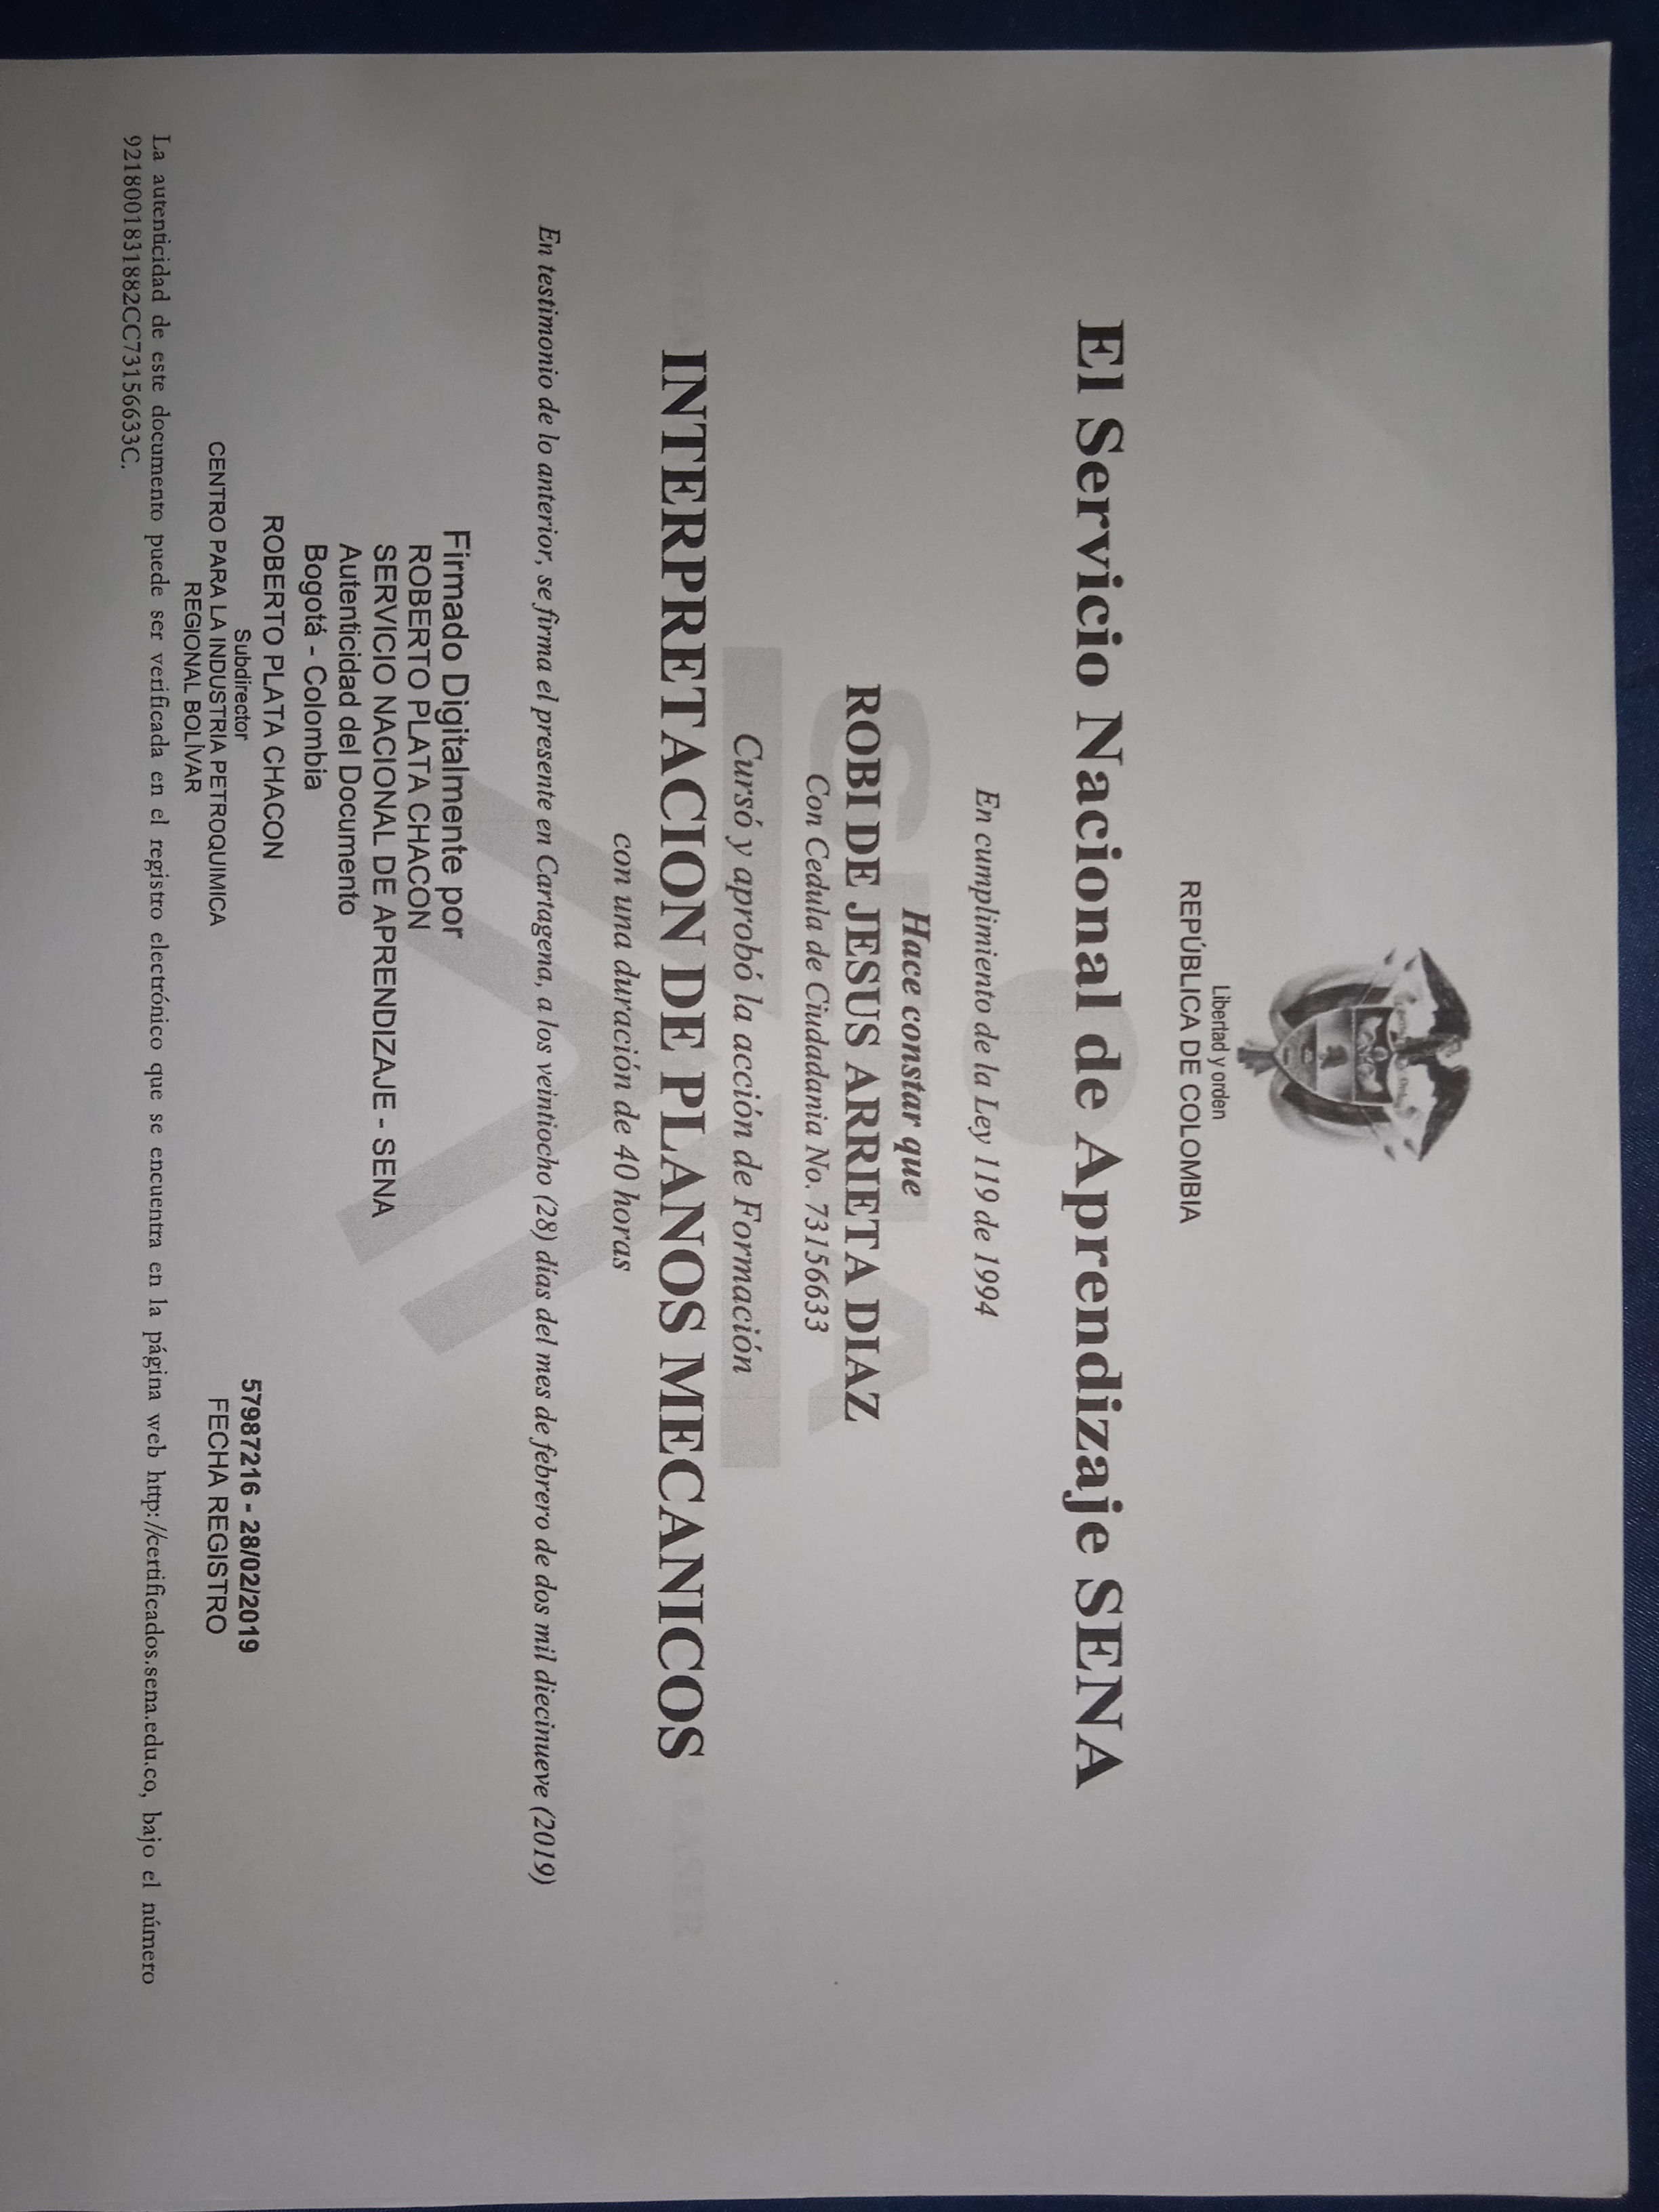 Libertad y orden
REPÚBLICA DE COLOMBIA
El Servicio Nacional de Aprendizaje SENA
En cumplimiento de la Ley 119 de 1994
Hace constar que
ROBI DE JESUS ARRIETA DIAZ
Con Cedula de Ciudadania No. 73156633
Cursó y aprobó la acción de Formación
INTERPRETACION DE PLANOS MECANICOS
con una duración de 40 horas
En testimonio de lo anterior, se firma el presente en Cartagena, a los veintiocho (28) días del mes de febrero de dos mil diecinueve (2019)
Firmado Digitalmente por
ROBERTO PLATA CHACON
SERVICIO NACIONAL DE APRENDIZAJE - SENA
Autenticidad del Documento
Bogotá - Colombia
ROBERTO PLATA CHACON
Subdirector
CENTRO PARA LA INDUSTRIA PETROQUIMICA
REGIONAL BOLÍVAR
57987216 - 28/02/2019
FECHA REGISTRO
La autenticidad de este documento puede ser verificada en el registro electrónico que se encuentra en la página web http://certificados.sena.edu.co, bajo el número
9218001831882CC73156633C.